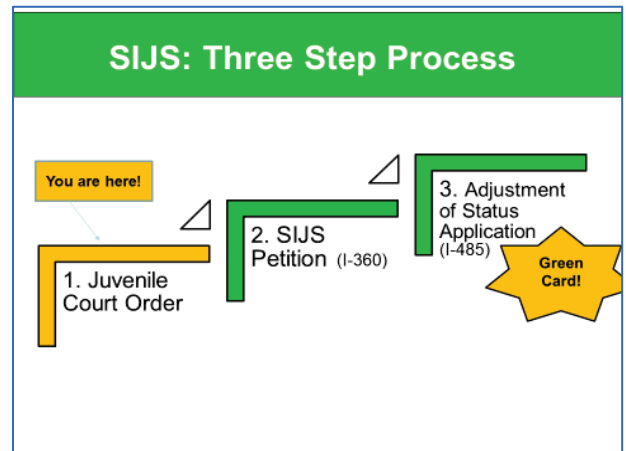 SIJS: Three Step Process
You are here!
1. Juvenile
Court Order
2. SIJS
Petition (I-360)
3. Adjustment
of Status
Application
(I-485)
Green
Card!